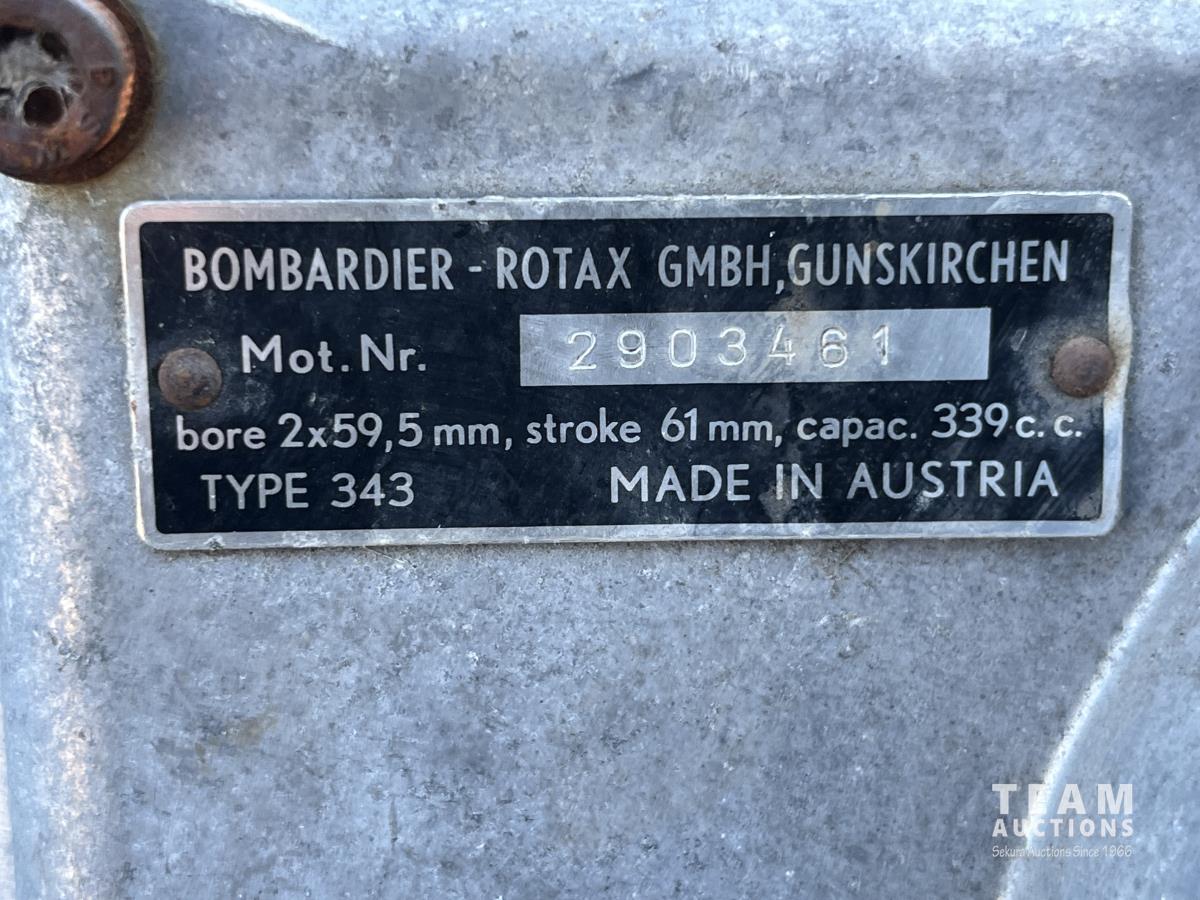 BOMBARDIER - ROTAX GMBH, GUNSKIRCHEN
Mot. Nr. 2903461
bore 2x59,5 mm, stroke 61 mm, capac. 339 c. c.
TYPE 343 MADE IN AUSTRIA
TEAM
AUCTIONS
Sekura Auctions Since 1966